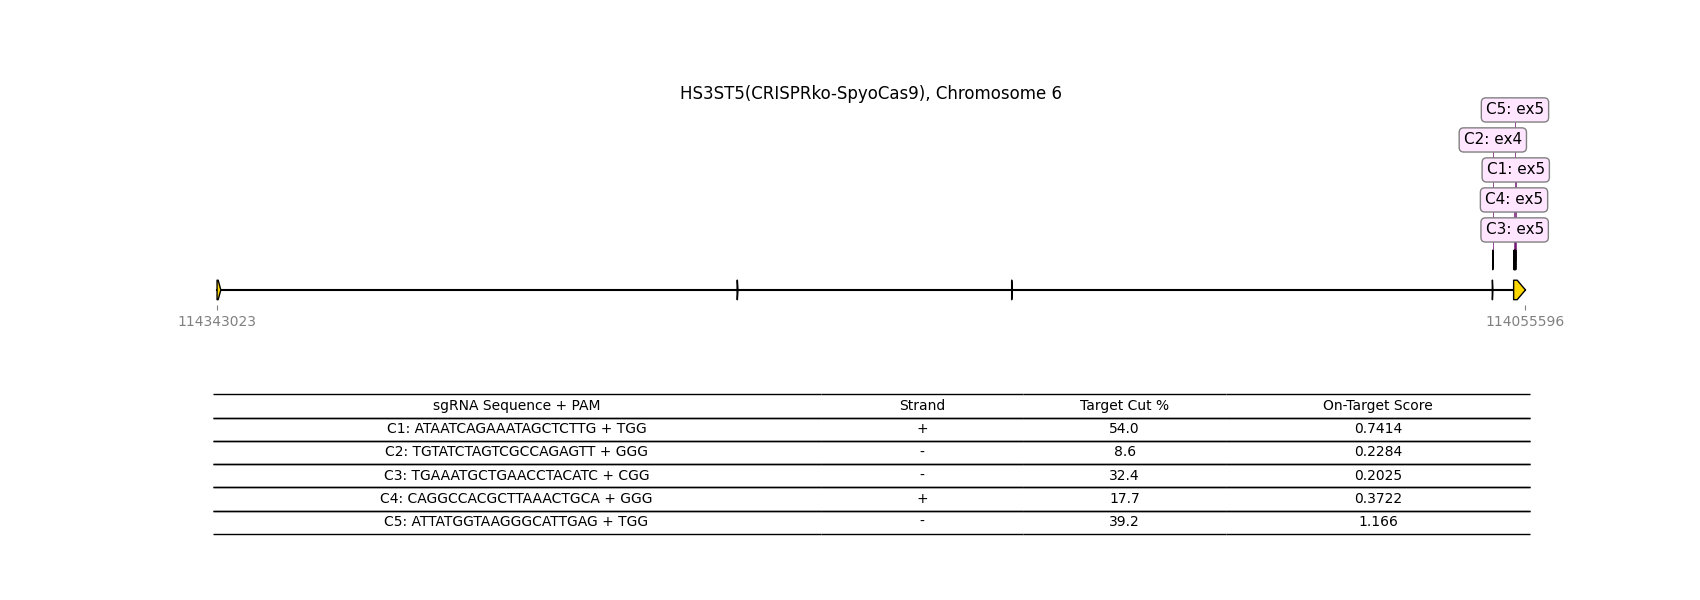 HS3ST5(CRISPRko-SpyoCas9), Chromosome 6
C5: ex5
C2: ex4
C1: ex5
C4: ex5
C3: ex5
114343023 114055596
sgRNA Sequence + PAM Strand Target Cut % On-Target Score
C1: ATAATCAGAAATAGCTCTTG + TGG + 54.0 0.7414
C2: TGTATCTAGTCGCCAGAGTT + GGG - 8.6 0.2284
C3: TGAAATGCTGAACCTACATC + CGG - 32.4 0.2025
C4: CAGGCCACGCTTAAACTGCA + GGG + 17.7 0.3722
C5: ATTATGGTAAGGGCATTGAG + TGG - 39.2 1.166